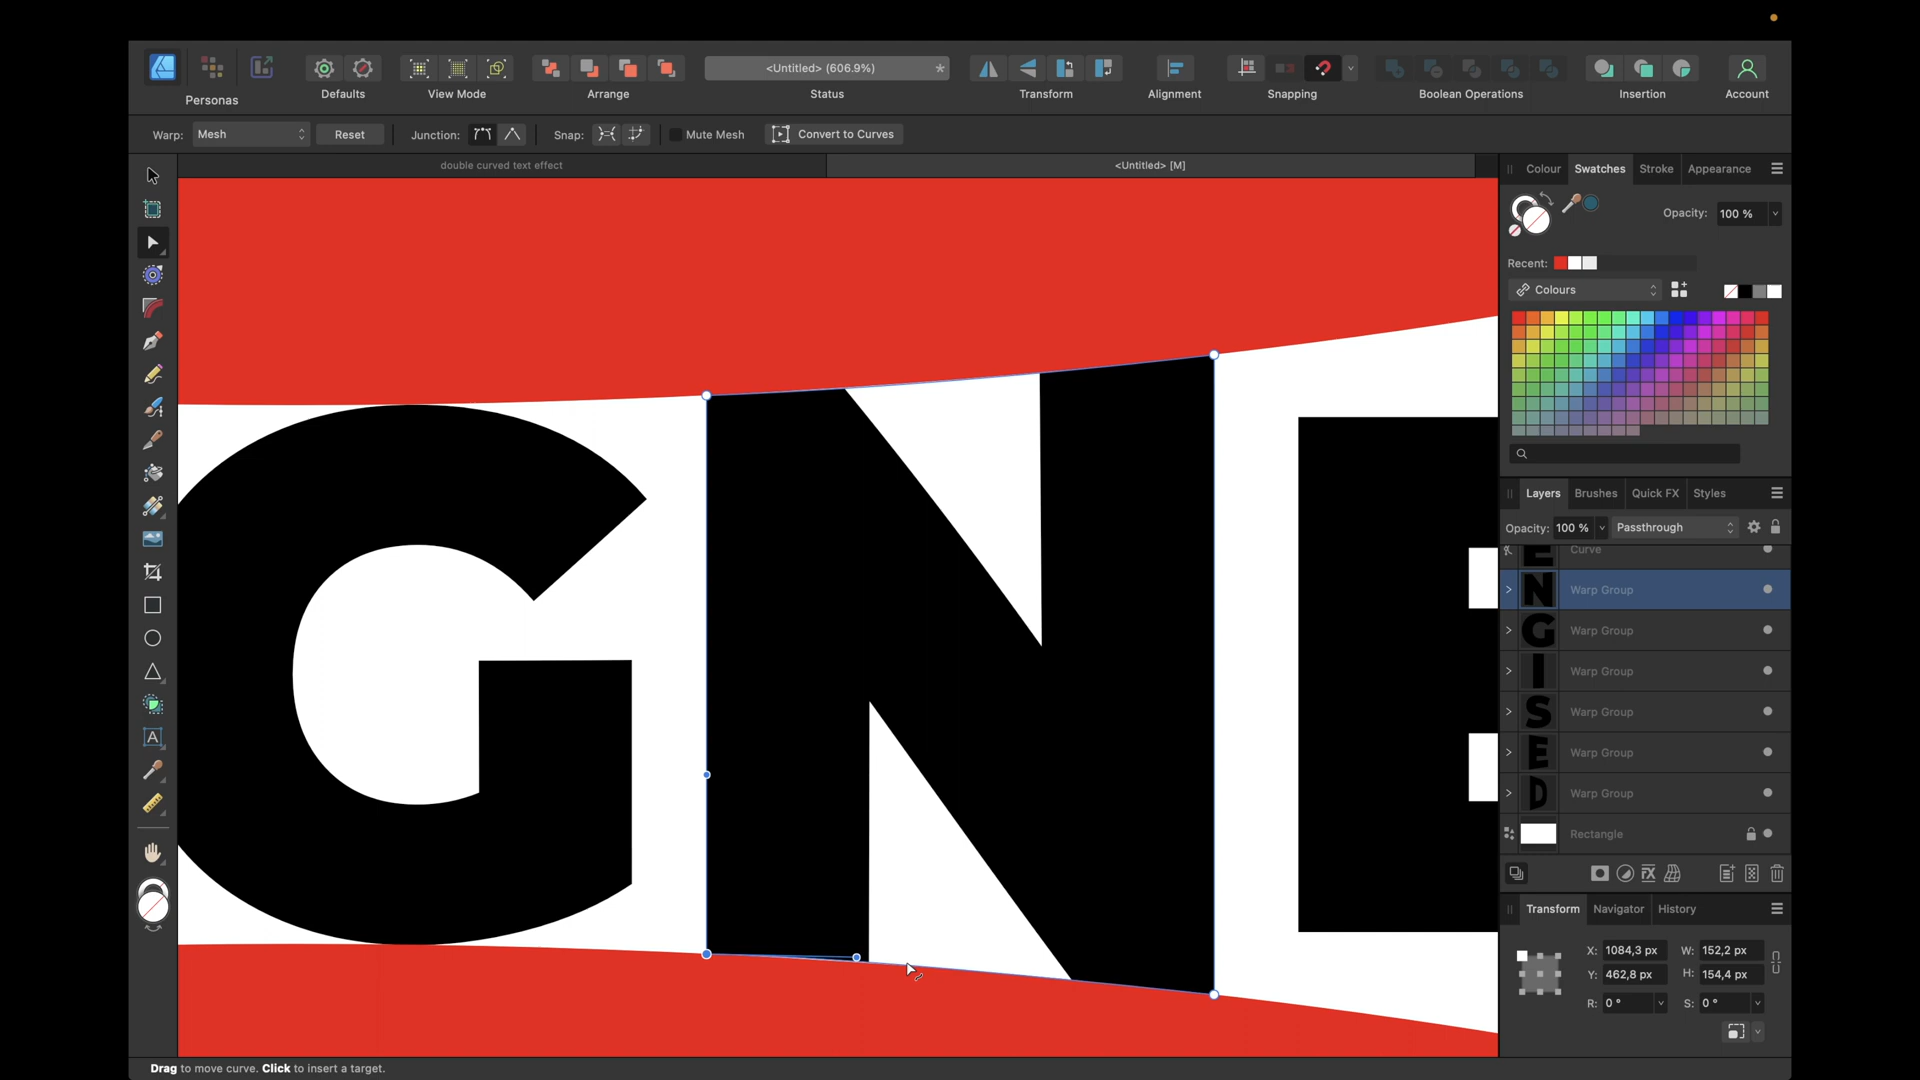 <Untitled> (606.9%)
*
Personas
Defaults
View Mode
Arrange
Status
Transform
Alignment
Snapping
Boolean Operations
Insertion
Account
Warp:
Mesh
Reset
Junction:
Snap:
Mute Mesh
Convert to Curves
double curved text effect
<Untitled> [M]
Colour
Swatches
Stroke
Appearance
Opacity:
100 %
Recent:
Colours
GNE
Layers
Brushes
Quick FX
Styles
Opacity:
100 %
Passthrough
E
Curve
N
Warp Group
G
Warp Group
I
Warp Group
S
Warp Group
E
Warp Group
D
Warp Group
Rectangle
Transform
Navigator
History
X:
1084,3 px
W:
152,2 px
Y:
462,8 px
H:
154,4 px
R:
0 °
S:
0 °
Drag to move curve. Click to insert a target.